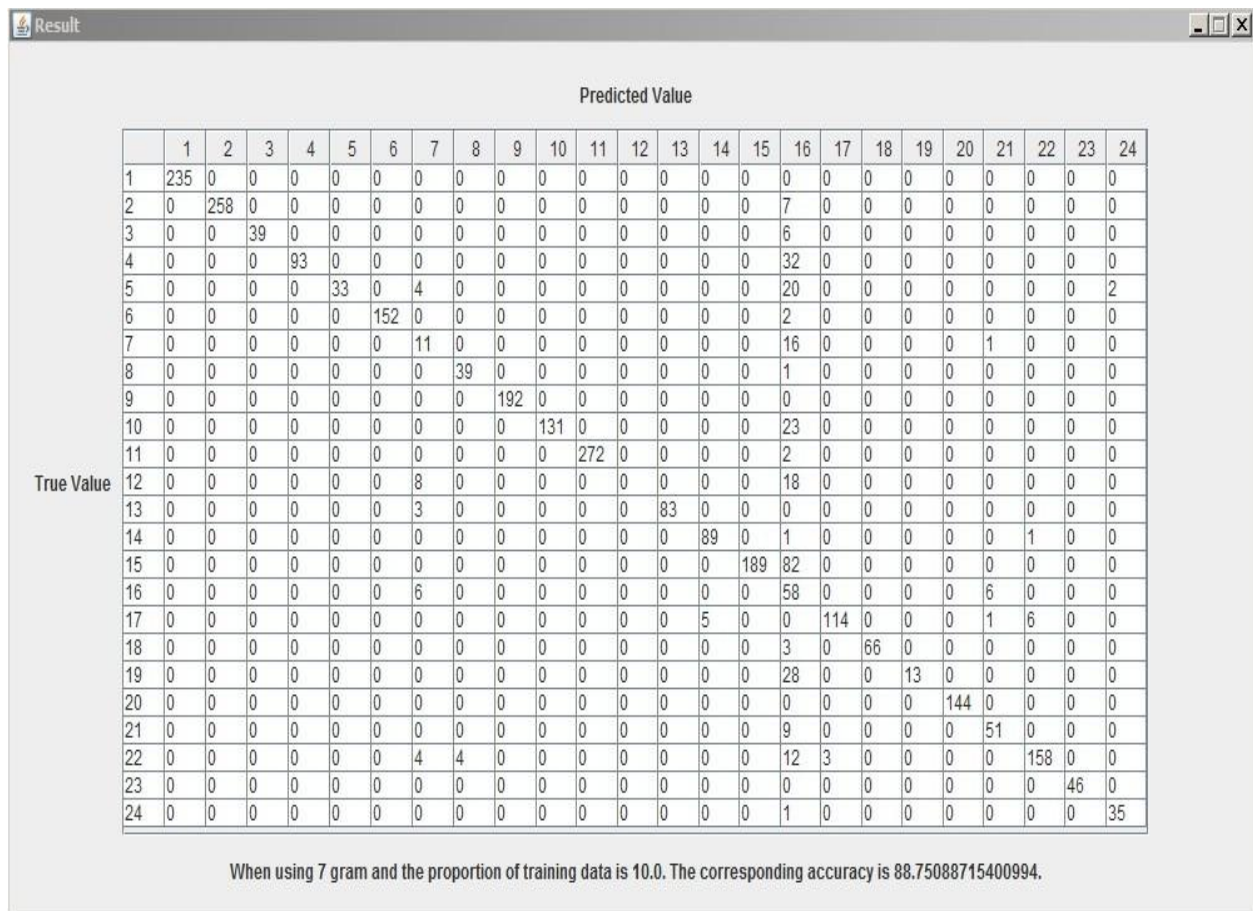 Result
Predicted Value
1 2 3 4 5 6 7 8 9 10 11 12 13 14 15 16 17 18 19 20 21 22 23 24
1 235 0 0 0 0 0 0 0 0 0 0 0 0 0 0 0 0 0 0 0 0 0 0 0
2 0 258 0 0 0 0 0 0 0 0 0 0 0 0 0 7 0 0 0 0 0 0 0 0
3 0 0 39 0 0 0 0 0 0 0 0 0 0 0 0 6 0 0 0 0 0 0 0 0
4 0 0 0 93 0 0 0 0 0 0 0 0 0 0 0 32 0 0 0 0 0 0 0 0
5 0 0 0 0 33 0 4 0 0 0 0 0 0 0 0 20 0 0 0 0 0 0 0 2
6 0 0 0 0 0 152 0 0 0 0 0 0 0 0 0 2 0 0 0 0 0 0 0 0
7 0 0 0 0 0 0 11 0 0 0 0 0 0 0 0 16 0 0 0 0 1 0 0 0
8 0 0 0 0 0 0 0 39 0 0 0 0 0 0 0 1 0 0 0 0 0 0 0 0
9 0 0 0 0 0 0 0 0 192 0 0 0 0 0 0 0 0 0 0 0 0 0 0 0
10 0 0 0 0 0 0 0 0 0 131 0 0 0 0 0 23 0 0 0 0 0 0 0 0
11 0 0 0 0 0 0 0 0 0 0 272 0 0 0 0 2 0 0 0 0 0 0 0 0
True Value
12 0 0 0 0 0 0 8 0 0 0 0 0 0 0 0 18 0 0 0 0 0 0 0 0
13 0 0 0 0 0 0 3 0 0 0 0 0 83 0 0 0 0 0 0 0 0 0 0 0
14 0 0 0 0 0 0 0 0 0 0 0 0 0 89 0 1 0 0 0 0 0 1 0 0
15 0 0 0 0 0 0 0 0 0 0 0 0 0 0 189 82 0 0 0 0 0 0 0 0
16 0 0 0 0 0 0 6 0 0 0 0 0 0 0 0 58 0 0 0 0 6 0 0 0
17 0 0 0 0 0 0 0 0 0 0 0 0 0 5 0 0 114 0 0 0 1 6 0 0
18 0 0 0 0 0 0 0 0 0 0 0 0 0 0 0 3 0 66 0 0 0 0 0 0
19 0 0 0 0 0 0 0 0 0 0 0 0 0 0 0 28 0 0 13 0 0 0 0 0
20 0 0 0 0 0 0 0 0 0 0 0 0 0 0 0 0 0 0 0 144 0 0 0 0
21 0 0 0 0 0 0 0 0 0 0 0 0 0 0 0 9 0 0 0 0 51 0 0 0
22 0 0 0 0 0 0 4 4 0 0 0 0 0 0 0 12 3 0 0 0 0 158 0 0
23 0 0 0 0 0 0 0 0 0 0 0 0 0 0 0 0 0 0 0 0 0 0 46 0
24 0 0 0 0 0 0 0 0 0 0 0 0 0 0 0 1 0 0 0 0 0 0 0 35
When using 7 gram and the proportion of training data is 10.0. The corresponding accuracy is 88.75088715400994.